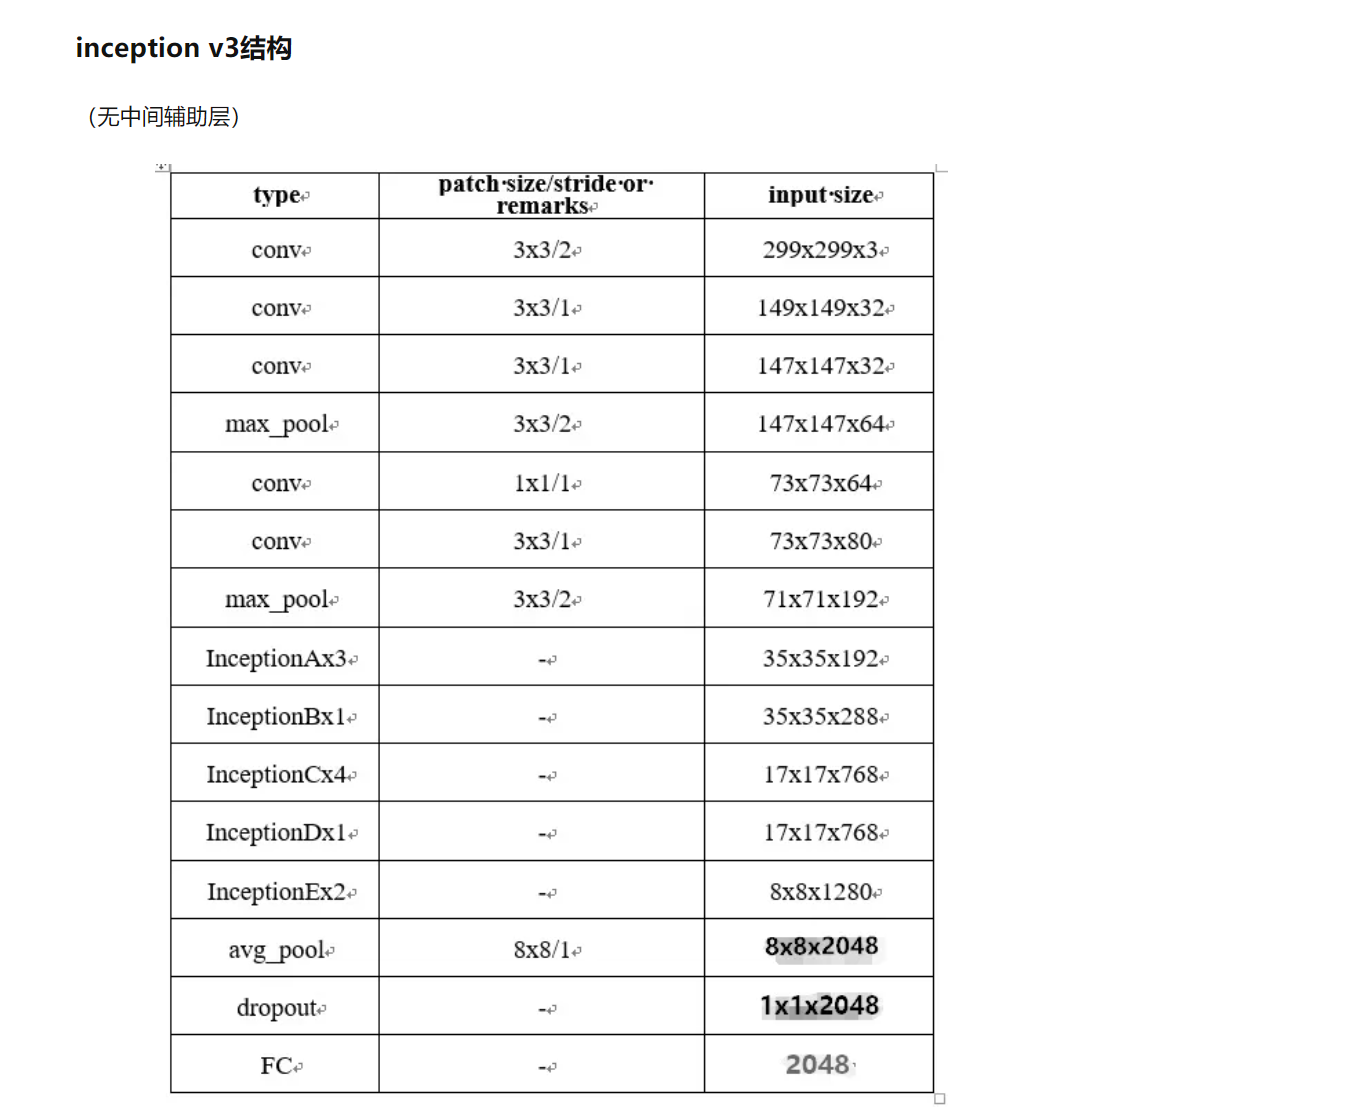 inception v3结构
（无中间辅助层）
type patch size/stride or remarks input size
conv 3x3/2 299x299x3
conv 3x3/1 149x149x32
conv 3x3/1 147x147x32
max_pool 3x3/2 147x147x64
conv 1x1/1 73x73x64
conv 3x3/1 73x73x80
max_pool 3x3/2 71x71x192
InceptionAx3 - 35x35x192
InceptionBx1 - 35x35x288
InceptionCx4 - 17x17x768
InceptionDx1 - 17x17x768
InceptionEx2 - 8x8x1280
avg_pool 8x8/1 8x8x2048
dropout - 1x1x2048
FC - 2048